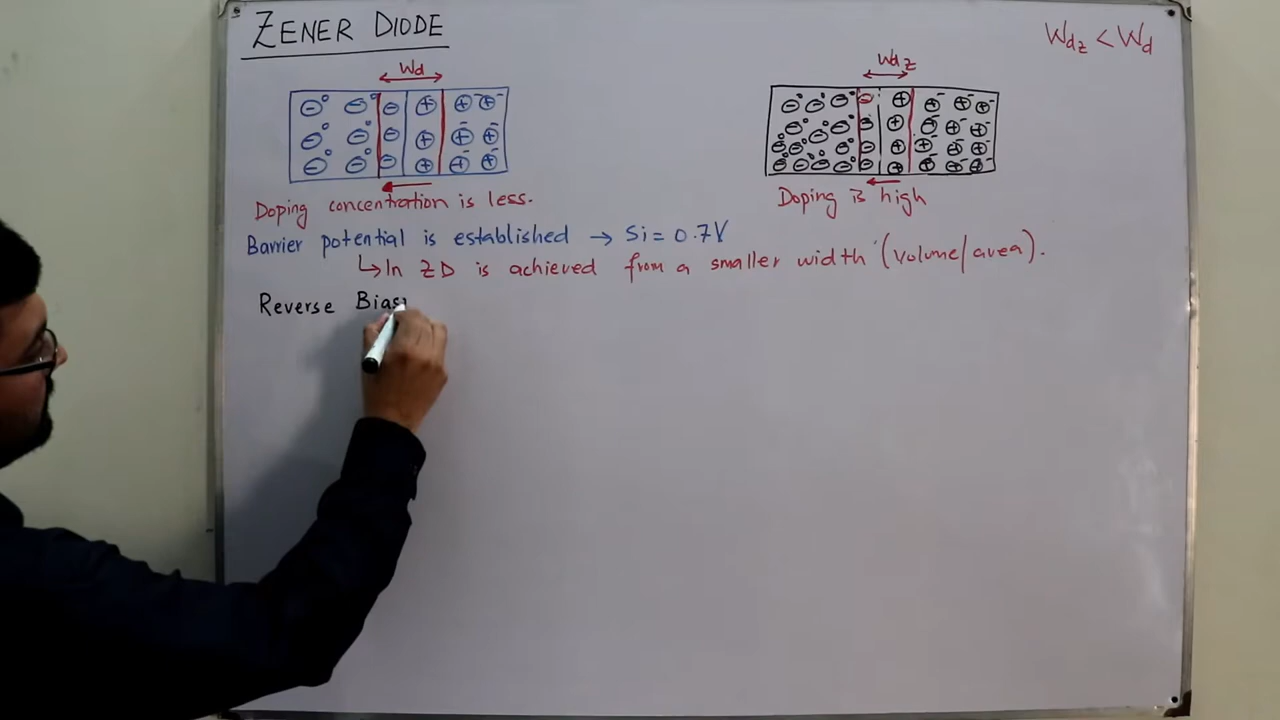 ZENER DIODE
Wdz < Wd
Wd
Wdz
Doping concentration is less.
Doping is high
Barrier potential is established → Si = 0.7V
↳ In ZD is achieved from a smaller width (volume/area).
Reverse Bias